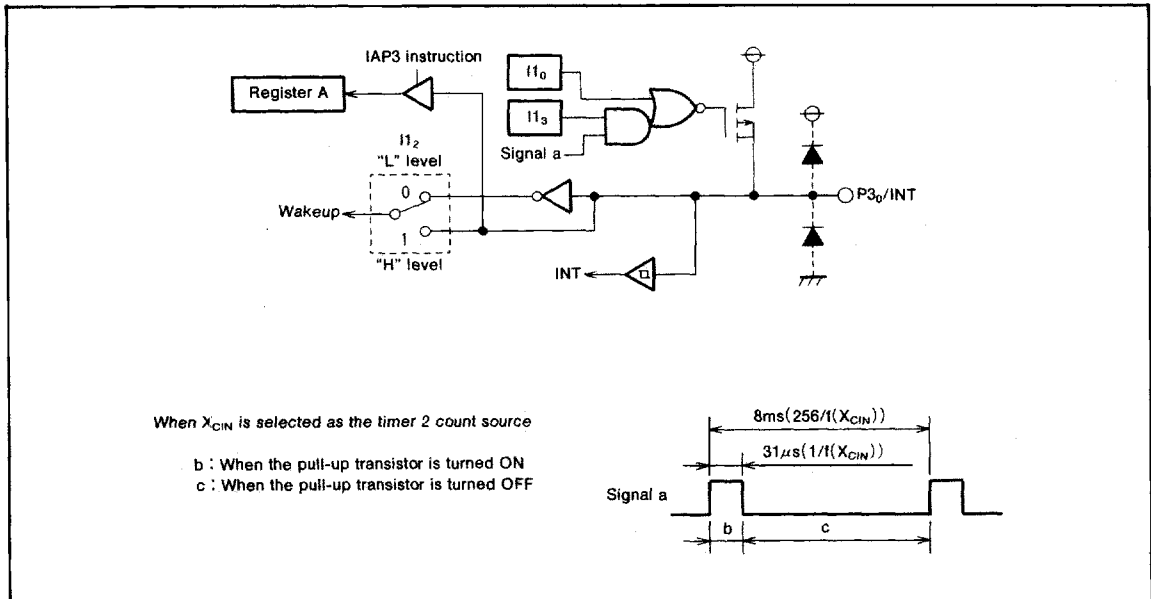 IAP3 instruction
Register A
I1₀
I1₃
Signal a
I1₂
"L" level
0
Wakeup
1
"H" level
P3₀/INT
INT
When X_CIN is selected as the timer 2 count source
b : When the pull-up transistor is turned ON
c : When the pull-up transistor is turned OFF
8ms(256/f(X_CIN))
31μs(1/f(X_CIN))
Signal a
b
c